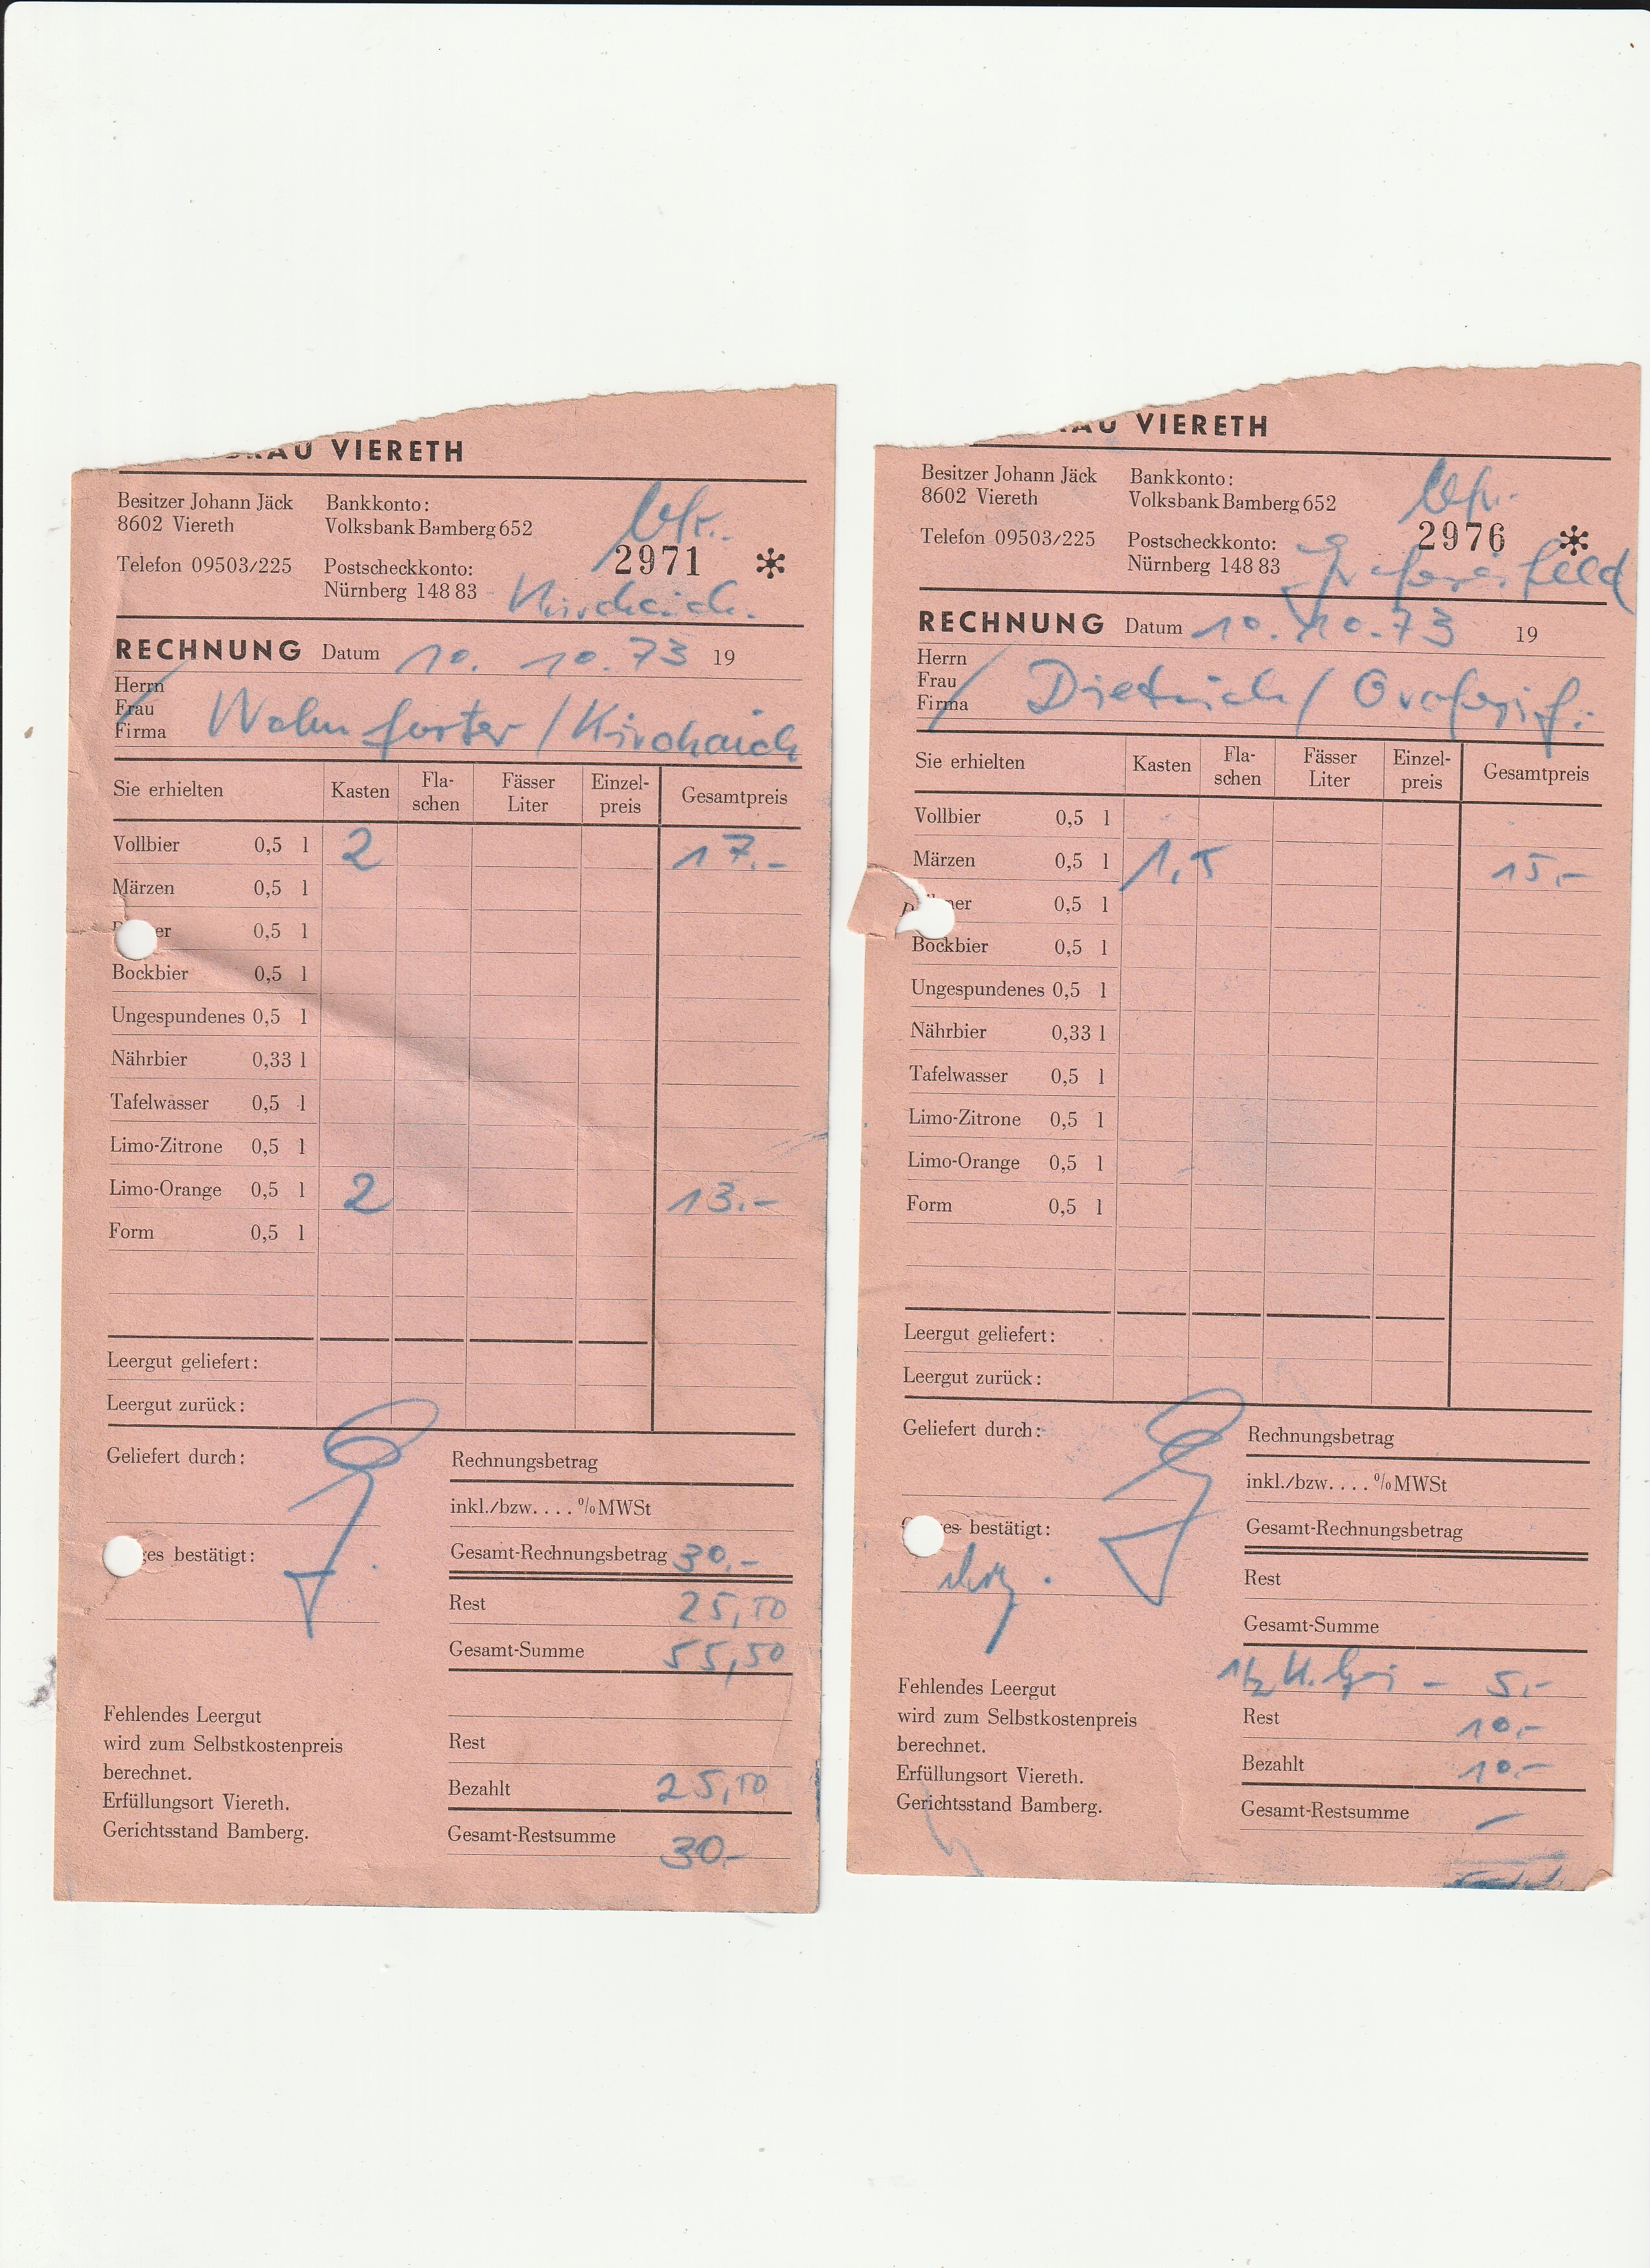 BRÄU VIERETH
Besitzer Johann Jäck
8602 Viereth
Bankkonto:
Volksbank Bamberg 652
Telefon 09503/225
Postscheckkonto:
Nürnberg 148 83
2971 *
Kirchaich.
RECHNUNG Datum 10. 10. 73 19
Herrn
Frau
Firma
/Kirchaich
Sie erhielten Kasten Fla-schen Fässer Liter Einzel-preis Gesamtpreis
Vollbier 0,5 l 2 17.-
Märzen 0,5 l
0,5 l
Bockbier 0,5 l
Ungespundenes 0,5 l
Nährbier 0,33 l
Tafelwasser 0,5 l
Limo-Zitrone 0,5 l
Limo-Orange 0,5 l 2 13.-
Form 0,5 l
Leergut geliefert:
Leergut zurück:
Geliefert durch:
Rechnungsbetrag
inkl./bzw. . . . % MWSt
es bestätigt:
Gesamt-Rechnungsbetrag 30,-
Rest 25,50
Gesamt-Summe 55,50
Fehlendes Leergut
wird zum Selbstkostenpreis
berechnet.
Erfüllungsort Viereth.
Gerichtsstand Bamberg.
Rest
Bezahlt 25,50
Gesamt-Restsumme 30,-
AU VIERETH
Besitzer Johann Jäck
8602 Viereth
Bankkonto:
Volksbank Bamberg 652
Telefon 09503/225
Postscheckkonto:
Nürnberg 148 83
2976 *
RECHNUNG Datum 10. 10. 73 19
Herrn
Frau
Firma
Dietrich /
Sie erhielten Kasten Fla-schen Fässer Liter Einzel-preis Gesamtpreis
Vollbier 0,5 l
Märzen 0,5 l 1,5 15,-
0,5 l
Bockbier 0,5 l
Ungespundenes 0,5 l
Nährbier 0,33 l
Tafelwasser 0,5 l
Limo-Zitrone 0,5 l
Limo-Orange 0,5 l
Form 0,5 l
Leergut geliefert:
Leergut zurück:
Geliefert durch:
Rechnungsbetrag
inkl./bzw. . . . % MWSt
es bestätigt:
Gesamt-Rechnungsbetrag
Rest
Gesamt-Summe
1/2 K. - 5,-
Fehlendes Leergut
wird zum Selbstkostenpreis
berechnet.
Erfüllungsort Viereth.
Gerichtsstand Bamberg.
Rest 10,-
Bezahlt 10,-
Gesamt-Restsumme -